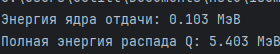 Энергия ядра отдачи: 0.103 МэВ
Полная энергия распада Q: 5.403 МэВ